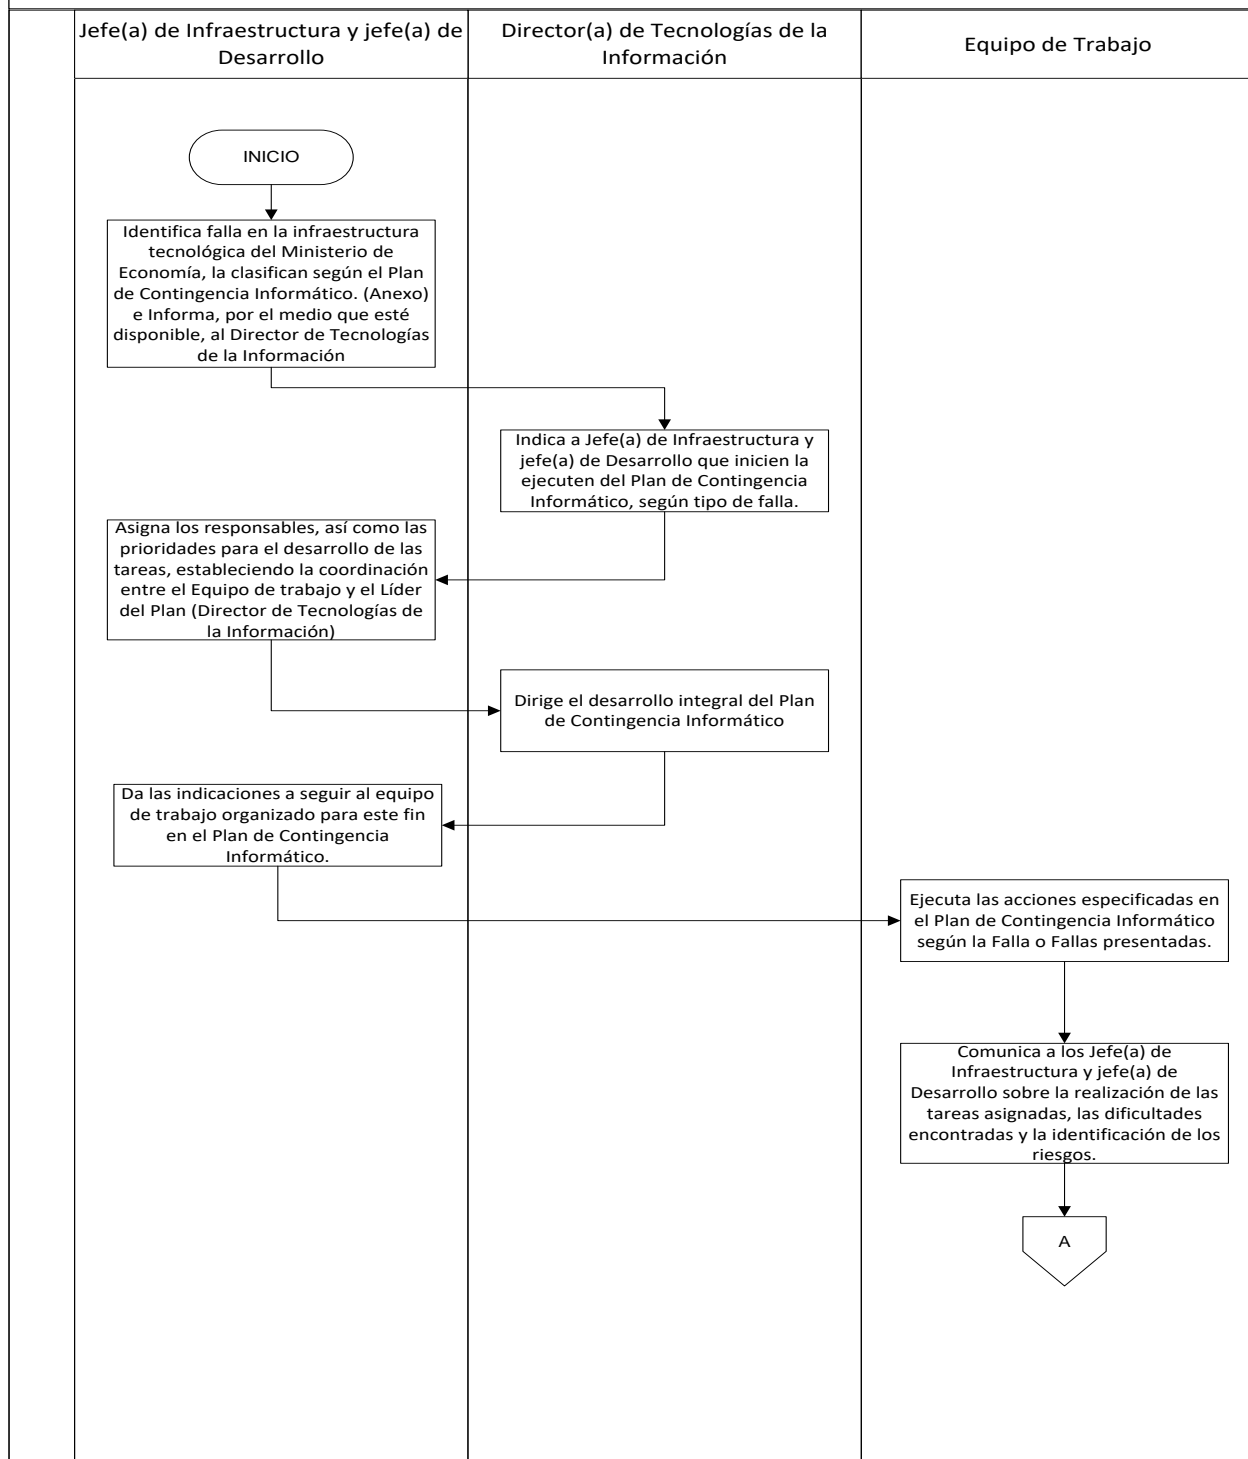 Jefe(a) de Infraestructura y jefe(a) de
Desarrollo
Director(a) de Tecnologías de la
Información
Equipo de Trabajo
INICIO
Identifica falla en la infraestructura
tecnológica del Ministerio de
Economía, la clasifican según el Plan
de Contingencia Informático. (Anexo)
e Informa, por el medio que esté
disponible, al Director de Tecnologías
de la Información
Indica a Jefe(a) de Infraestructura y
jefe(a) de Desarrollo que inicien la
ejecuten del Plan de Contingencia
Informático, según tipo de falla.
Asigna los responsables, así como las
prioridades para el desarrollo de las
tareas, estableciendo la coordinación
entre el Equipo de trabajo y el Líder
del Plan (Director de Tecnologías de
la Información)
Dirige el desarrollo integral del Plan
de Contingencia Informático
Da las indicaciones a seguir al equipo
de trabajo organizado para este fin
en el Plan de Contingencia
Informático.
Ejecuta las acciones especificadas en
el Plan de Contingencia Informático
según la Falla o Fallas presentadas.
Comunica a los Jefe(a) de
Infraestructura y jefe(a) de
Desarrollo sobre la realización de las
tareas asignadas, las dificultades
encontradas y la identificación de los
riesgos.
A